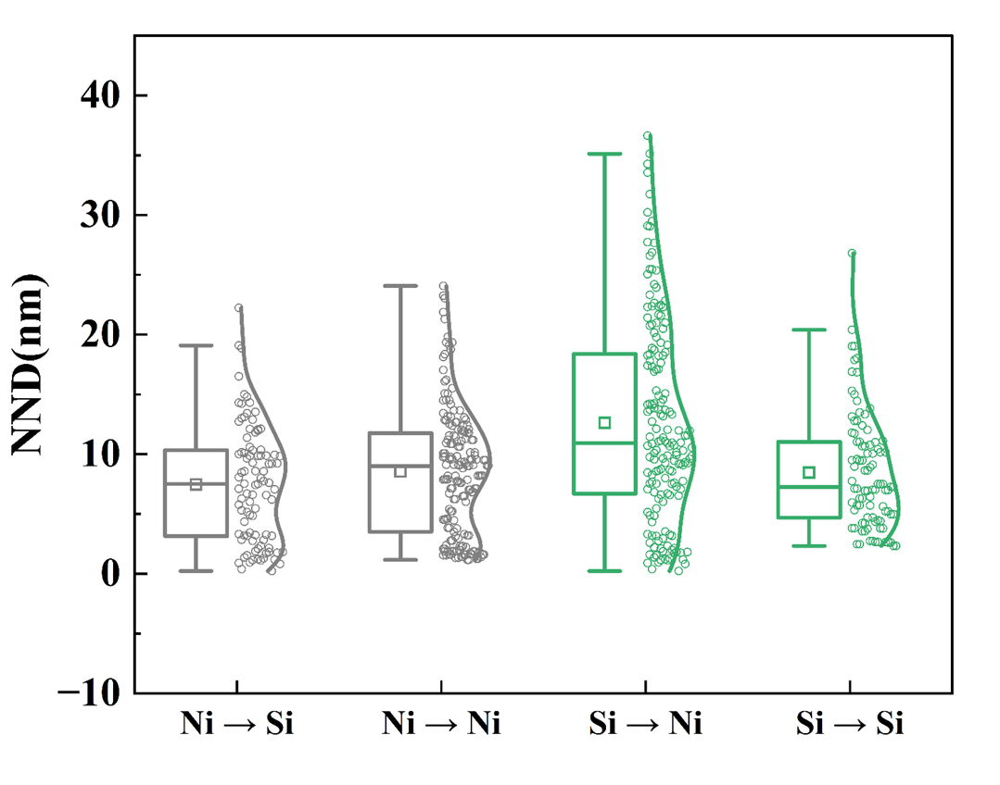 NND(nm)
40
30
20
10
0
−10
Ni → Si
Ni → Ni
Si → Ni
Si → Si